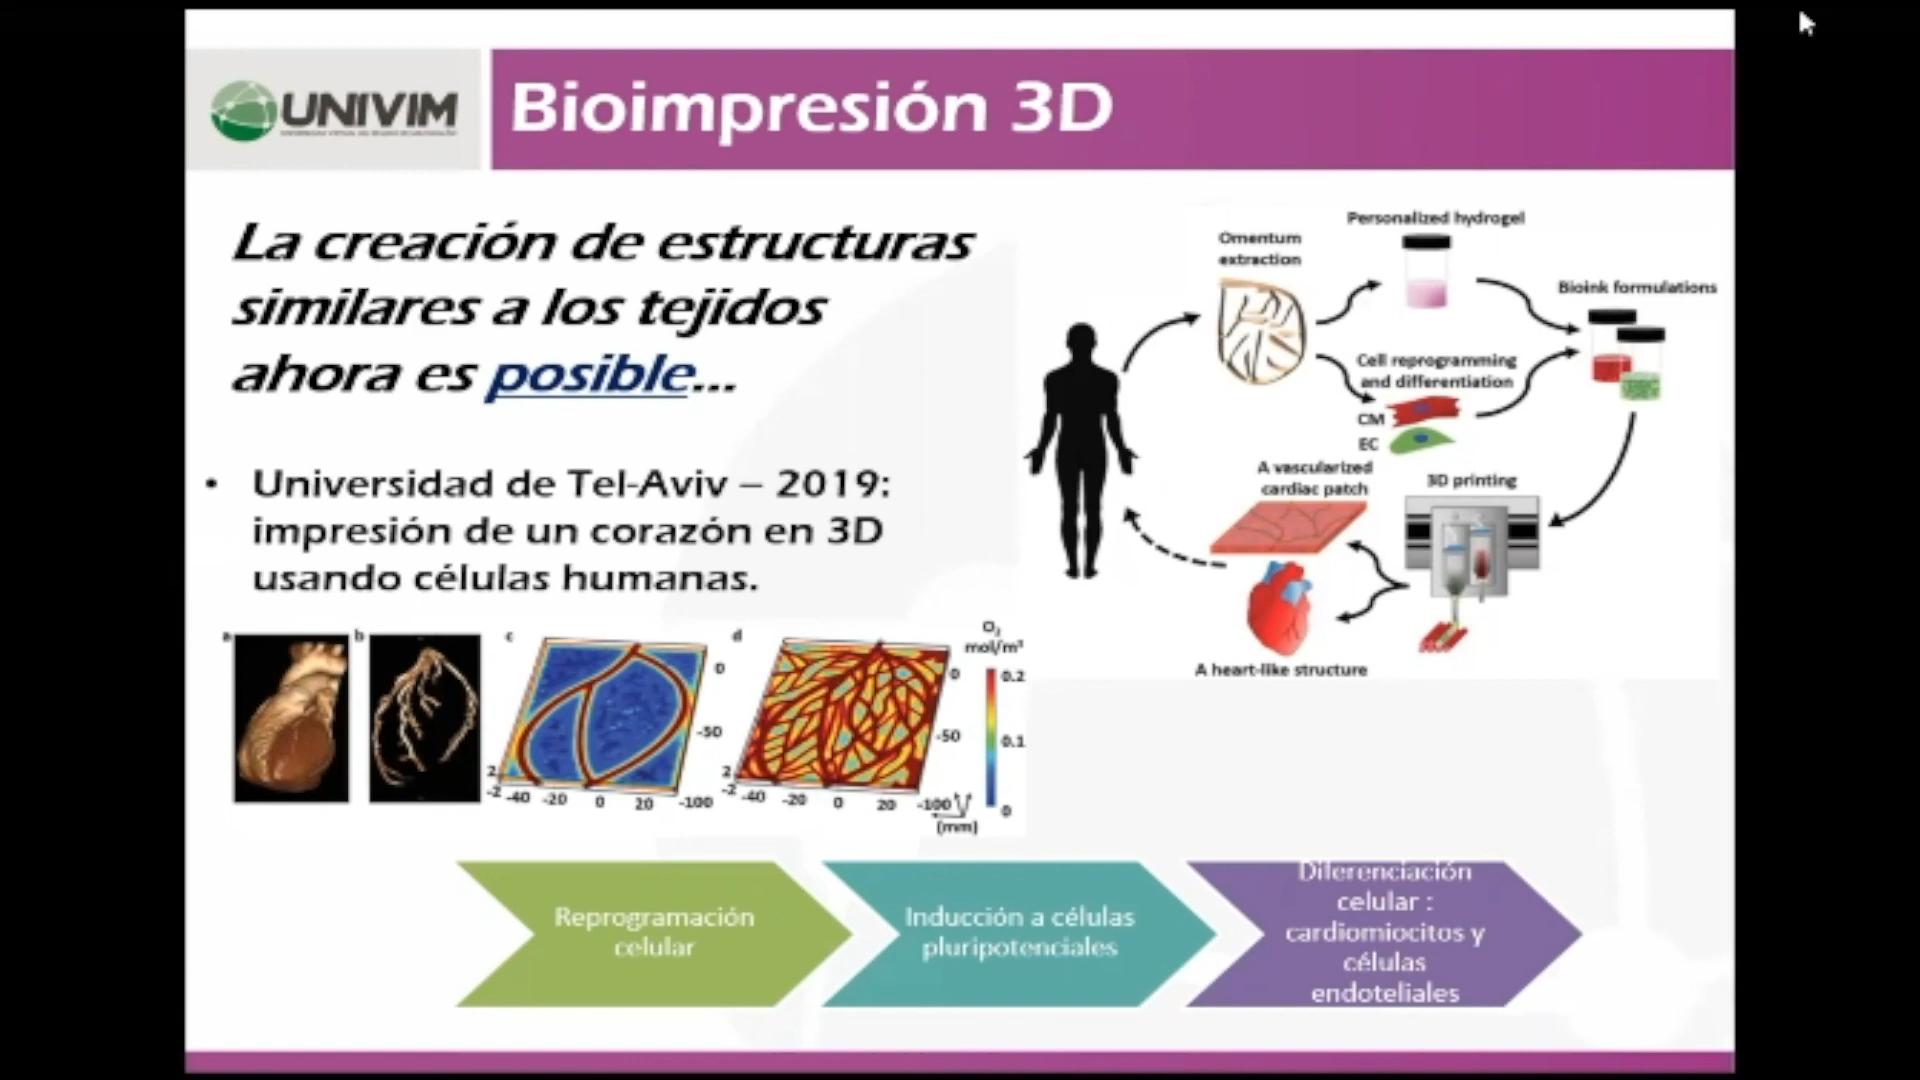 UNIVIM
Bioimpresión 3D
La creación de estructuras
similares a los tejidos
ahora es posible...
• Universidad de Tel-Aviv – 2019:
impresión de un corazón en 3D
usando células humanas.
Personalized hydrogel
Omentum
extraction
Bioink formulations
Cell reprogramming
and differentiation
CM
EC
A vascularized
cardiac patch
3D printing
A heart-like structure
a
b
c
d
O₂
mol/m³
0
-50
2
-2
-40 -20 0 20 -100
0
-50
2
-2
-40 -20 0 20 -100
[mm]
0.2
0.1
0
Reprogramación
celular
Inducción a células
pluripotenciales
Diferenciación
celular :
cardiomiocitos y
células
endoteliales